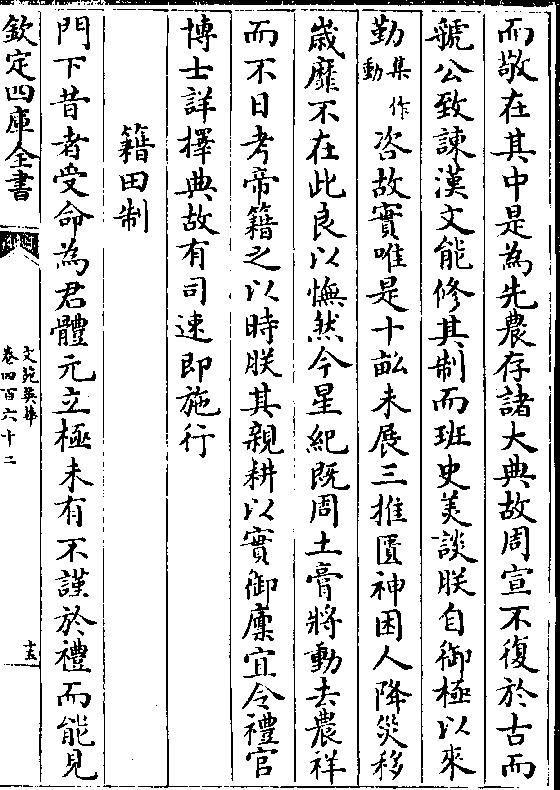 而敬在其中是為先農存諸大典故周宣不復於古而
虢公致諫漢文能修其制而班史美談朕自御極以來
勤集作動咨故實唯是十畝未展三推匱神困人降災移
歲靡不在此良以憮然今星紀既周土膏將動去農祥
而不日考帝籍之以時朕其親耕以實御廩宜令禮官
博士詳擇典故有司速即施行
籍田制
門下昔者受命為君體元立極未有不謹於禮而能見
欽定四庫全書
文苑英華
卷四百六十二
十五